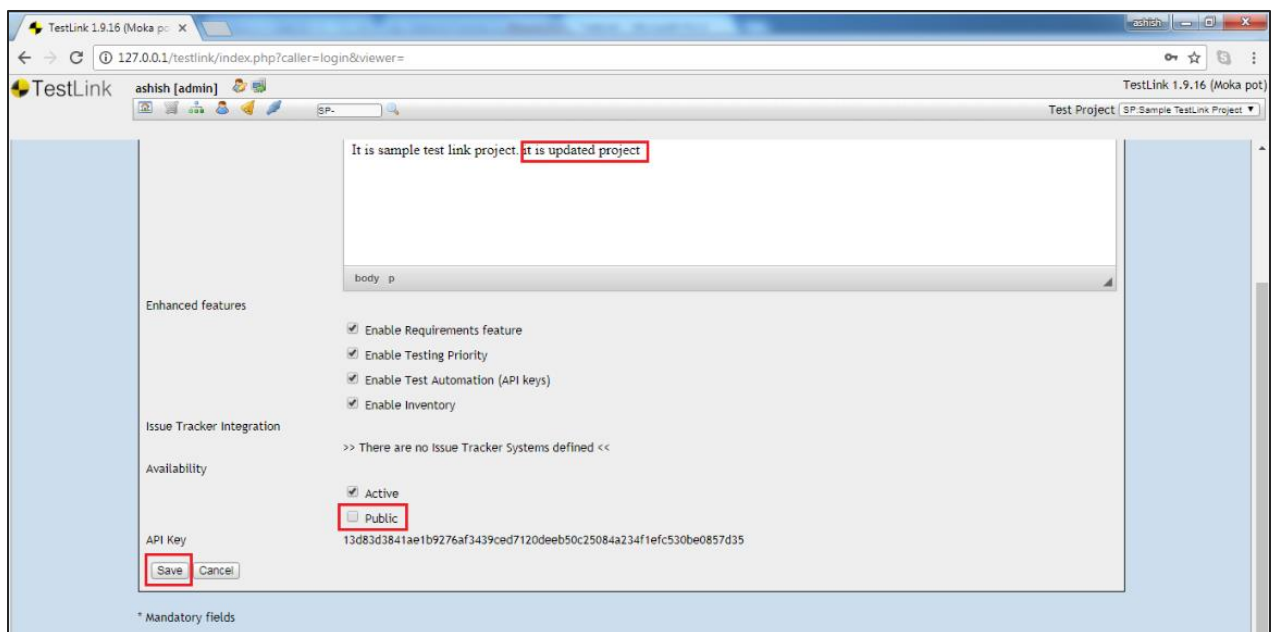 ashish
TestLink 1.9.16 (Moka po
127.0.0.1/testlink/index.php?caller=login&viewer=
TestLink ashish [admin] TestLink 1.9.16 (Moka pot)
SP- Test Project SP:Sample TestLink Project
It is sample test link project. it is updated project
body p
Enhanced features
Enable Requirements feature
Enable Testing Priority
Enable Test Automation (API keys)
Enable Inventory
Issue Tracker Integration
>> There are no Issue Tracker Systems defined <<
Availability
Active
Public
API Key 13d83d3841ae1b9276af3439ced7120deeb50c25084a234f1efc530be0857d35
Save Cancel
* Mandatory fields